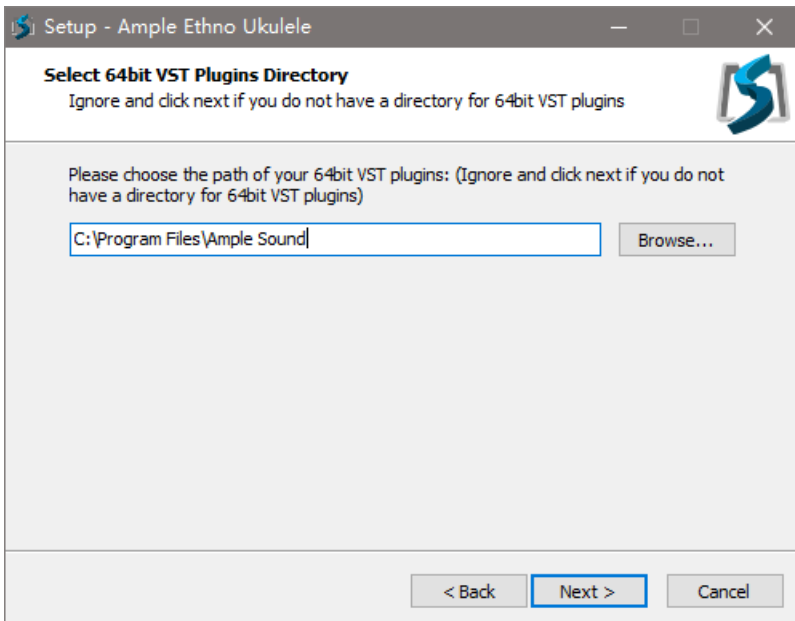 Setup - Ample Ethno Ukulele
Select 64bit VST Plugins Directory
Ignore and click next if you do not have a directory for 64bit VST plugins
Please choose the path of your 64bit VST plugins: (Ignore and click next if you do not
have a directory for 64bit VST plugins)
C:\Program Files\Ample Sound
Browse...
< Back
Next >
Cancel